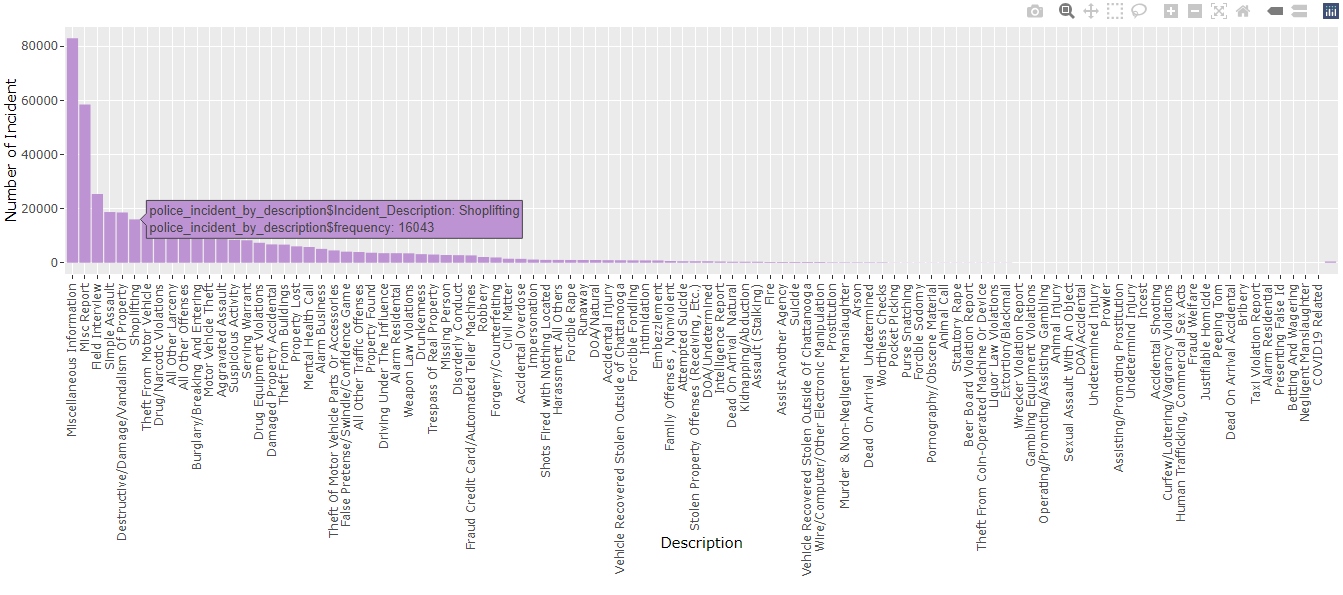 80000
60000
40000
20000
0
Number of Incident
police_incident_by_description$Incident_Description: Shoplifting
police_incident_by_description$frequency: 16043
Miscellaneous Information
Misc Report
Field Interview
Simple Assault
Destructive/Damage/Vandalism Of Property
Shoplifting
Theft From Motor Vehicle
Drug/Narcotic Violations
All Other Larceny
All Other Offenses
Burglary/Breaking And Entering
Motor Vehicle Theft
Aggravated Assault
Suspicious Activity
Serving Warrant
Drug Equipment Violations
Damaged Property Accidental
Theft From Buildings
Property Lost
Mental Health Call
Alarm Business
Theft Of Motor Vehicle Parts Or Accessories
False Pretense/Swindle/Confidence Game
All Other Traffic Offenses
Property Found
Driving Under The Influence
Alarm Residental
Weapon Law Violations
Drunkenness
Trespass Of Real Property
Missing Person
Disorderly Conduct
Fraud Credit Card/Automated Teller Machines
Robbery
Forgery/Counterfeiting
Civil Matter
Accidental Overdose
Impersonation
Shots Fired with Nothing Located
Harassment All Others
Forcible Rape
Runaway
DOA/Natural
Accidental Injury
Vehicle Recovered Stolen Outside of Chattanooga
Forcible Fondling
Intimidation
Embezzlement
Family Offenses, Nonviolent
Attempted Suicide
Stolen Property Offenses (Receiving, Etc.)
DOA/Undetermined
Intelligence Report
Dead On Arrival  Natural
Kidnapping/Abduction
Assault (Stalking)
Fire
Assist Another Agency
Suicide
Vehicle Recovered Stolen Outside Of Chattanooga
Wire/Computer/Other Electronic Manipulation
Prostitution
Murder & Non-Negligent Manslaughter
Arson
Dead On Arrival  Undetermined
Worthless Checks
Pocket Picking
Purse Snatching
Forcible Sodomy
Pornography/Obscene Material
Animal Call
Statutory Rape
Beer Board Violation Report
Theft From Coin-Operated Machine Or Device
Liquor Law Violations
Extortion/Blackmail
Wrecker Violation Report
Gambling Equipment Violations
Operating/Promoting/Assisting Gambling
Animal Injury
Sexual Assault With An Object
DOA/Accidental
Undetermined Injury
Prowler
Assisting/Promoting Prostitution
Undetermind Injury
Incest
Accidental Shooting
Curfew/Loitering/Vagrancy Violations
Human Trafficking, Commercial Sex Acts
Fraud Welfare
Justifiable Homicide
Peeping Tom
Dead On Arrival Accidental
Bribery
Taxi Violation Report
Alarm Residential
Presenting False Id
Betting And Wagering
Negligent Manslaughter
COVID19 Related
Description